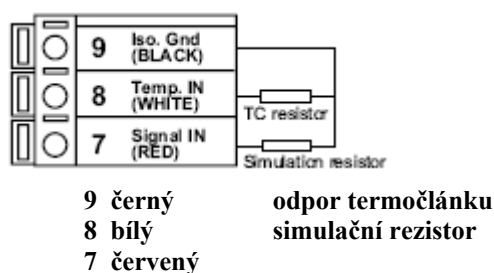 9 Iso. Gnd
(BLACK)
8 Temp. IN
(WHITE)
TC resistor
7 Signal IN
(RED)
Simulation resistor
9 černý odpor termočlánku
8 bílý simulační rezistor
7 červený